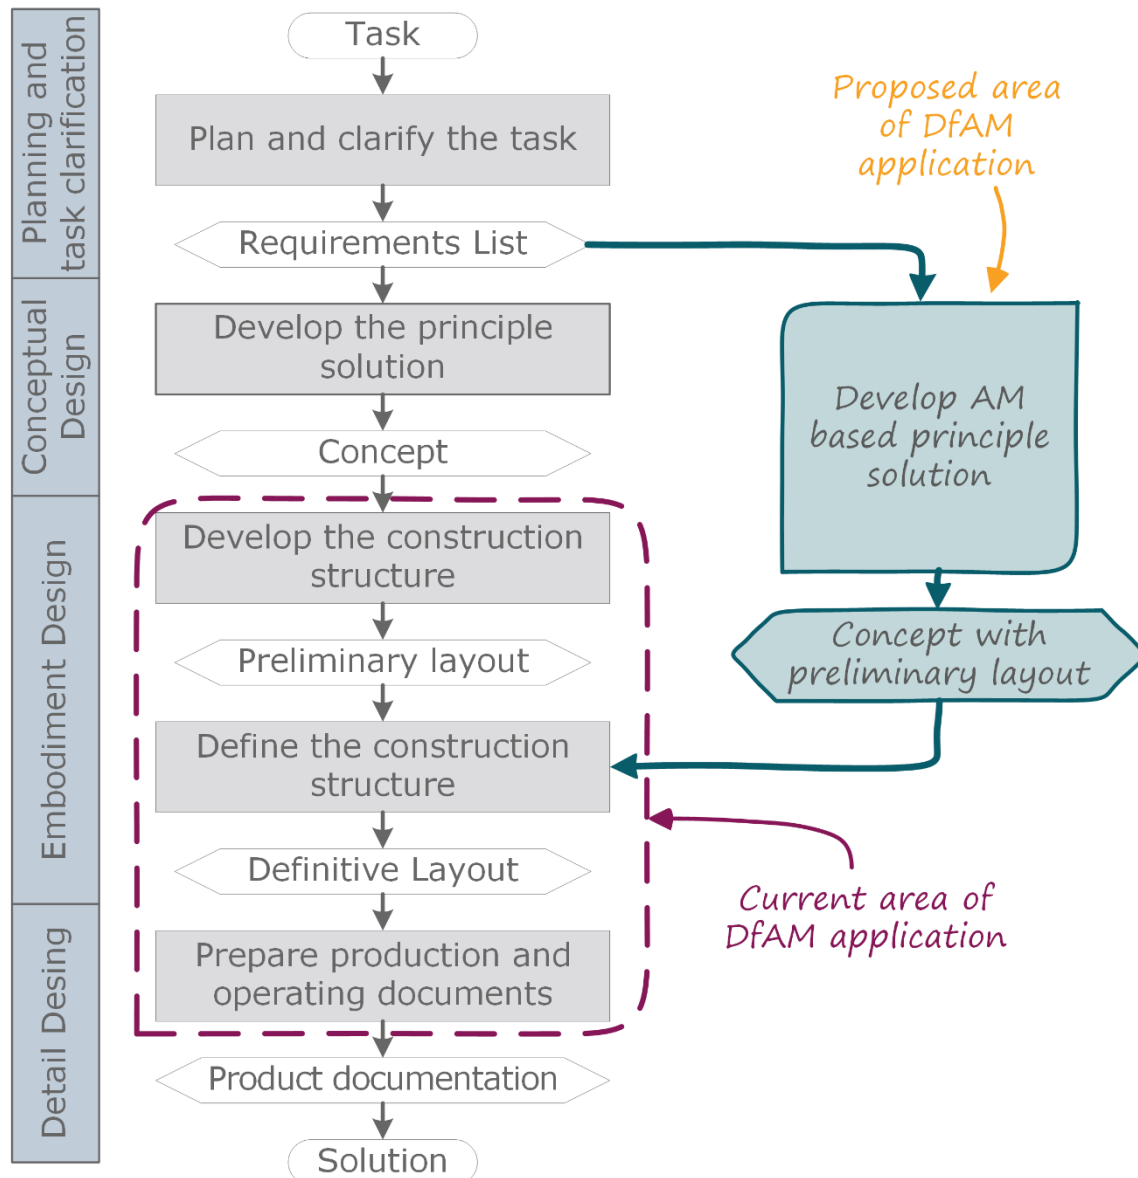 Planning and
task clarification
Conceptual
Design
Embodiment Design
Detail Desing
Task
Plan and clarify the task
Requirements List
Develop the principle
solution
Concept
Develop the construction
structure
Preliminary layout
Define the construction
structure
Definitive Layout
Prepare production and
operating documents
Product documentation
Solution
Proposed area
of DfAM
application
Develop AM
based principle
solution
Concept with
preliminary layout
Current area of
DfAM application